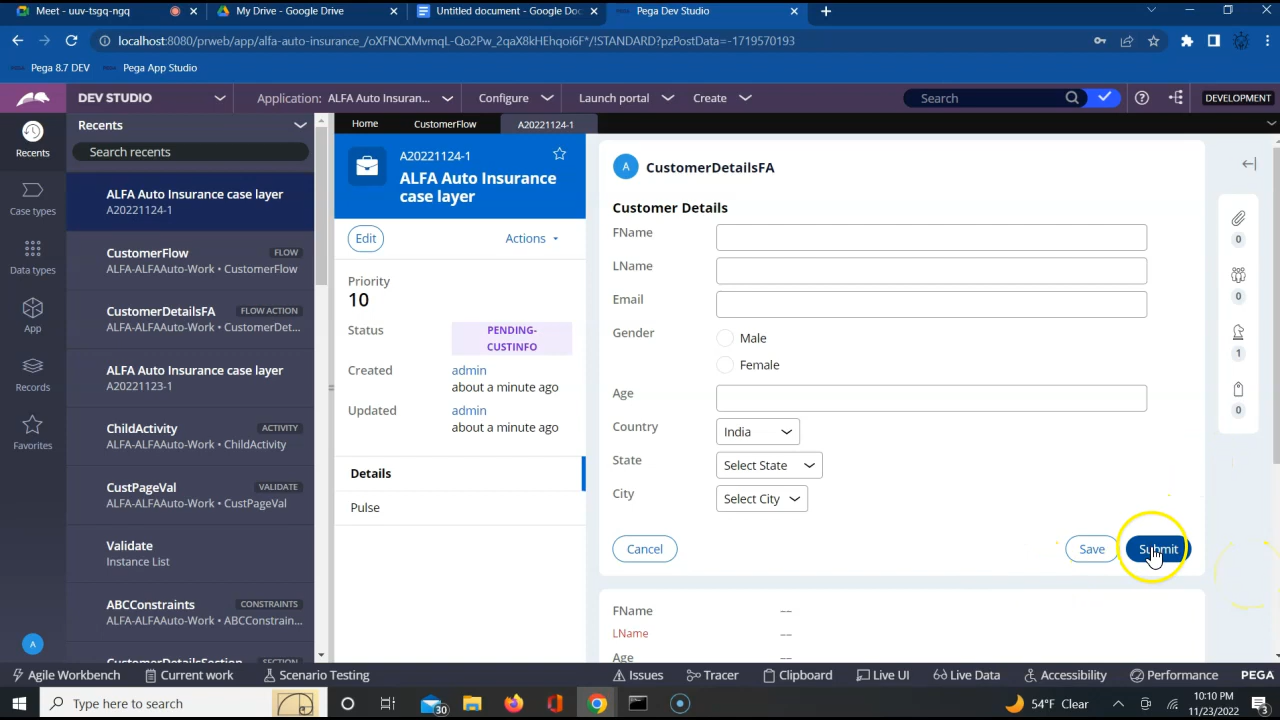 Meet - uuv-tsgq-ngq
My Drive - Google Drive
Untitled document - Google Doc
Pega Dev Studio
localhost:8080/prweb/app/alfa-auto-insurance_/oXFNCXMvmqL-Qo2Pw_2qaX8kHEhqoi6F*/!STANDARD?pzPostData=-1719570193
Pega 8.7 DEV
Pega App Studio
DEV STUDIO
Application: ALFA Auto Insuran...
Configure
Launch portal
Create
Search
DEVELOPMENT
Recents
Recents
Search recents
Home
CustomerFlow
A20221124-1
ALFA Auto Insurance case layer
A20221124-1
CustomerFlow FLOW
ALFA-ALFAAuto-Work • CustomerFlow
CustomerDetailsFA FLOW ACTION
ALFA-ALFAAuto-Work • CustomerDet...
ALFA Auto Insurance case layer
A20221123-1
ChildActivity ACTIVITY
ALFA-ALFAAuto-Work • ChildActivity
CustPageVal VALIDATE
ALFA-ALFAAuto-Work • CustPageVal
Validate
Instance List
ABCConstraints CONSTRAINTS
ALFA-ALFAAuto-Work • ABCConstrain...
CustomerDetailsSection SECTION
Case types
Data types
App
Records
Favorites
A
A20221124-1
ALFA Auto Insurance
case layer
Edit
Actions
Priority
10
Status
PENDING-
CUSTINFO
Created
admin
about a minute ago
Updated
admin
about a minute ago
Details
Pulse
A
CustomerDetailsFA
Customer Details
FName
LName
Email
Gender
Male
Female
Age
Country
India
State
Select State
City
Select City
Cancel
Save
Submit
FName
--
LName
--
Age
--
0
0
1
0
Agile Workbench
Current work
Scenario Testing
Issues
Tracer
Clipboard
Live UI
Live Data
Accessibility
Performance
PEGA
Type here to search
30
54°F Clear
10:10 PM
11/23/2022
3